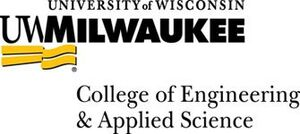 UNIVERSITY of WISCONSIN
UWMILWAUKEE
College of Engineering
& Applied Science